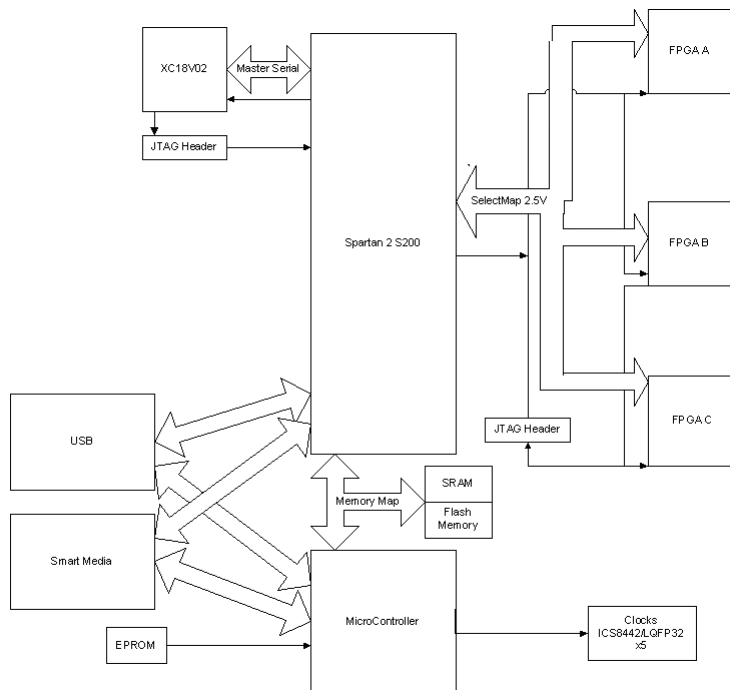 XC18V02
Master Serial
JTAG Header
Spartan 2 S200
SelectMap 2.5V
FPGA A
FPGA B
FPGA C
JTAG Header
USB
Smart Media
Memory Map
SRAM
Flash
Memory
MicroController
EPROM
Clocks
ICS8442/LQFP32
x5